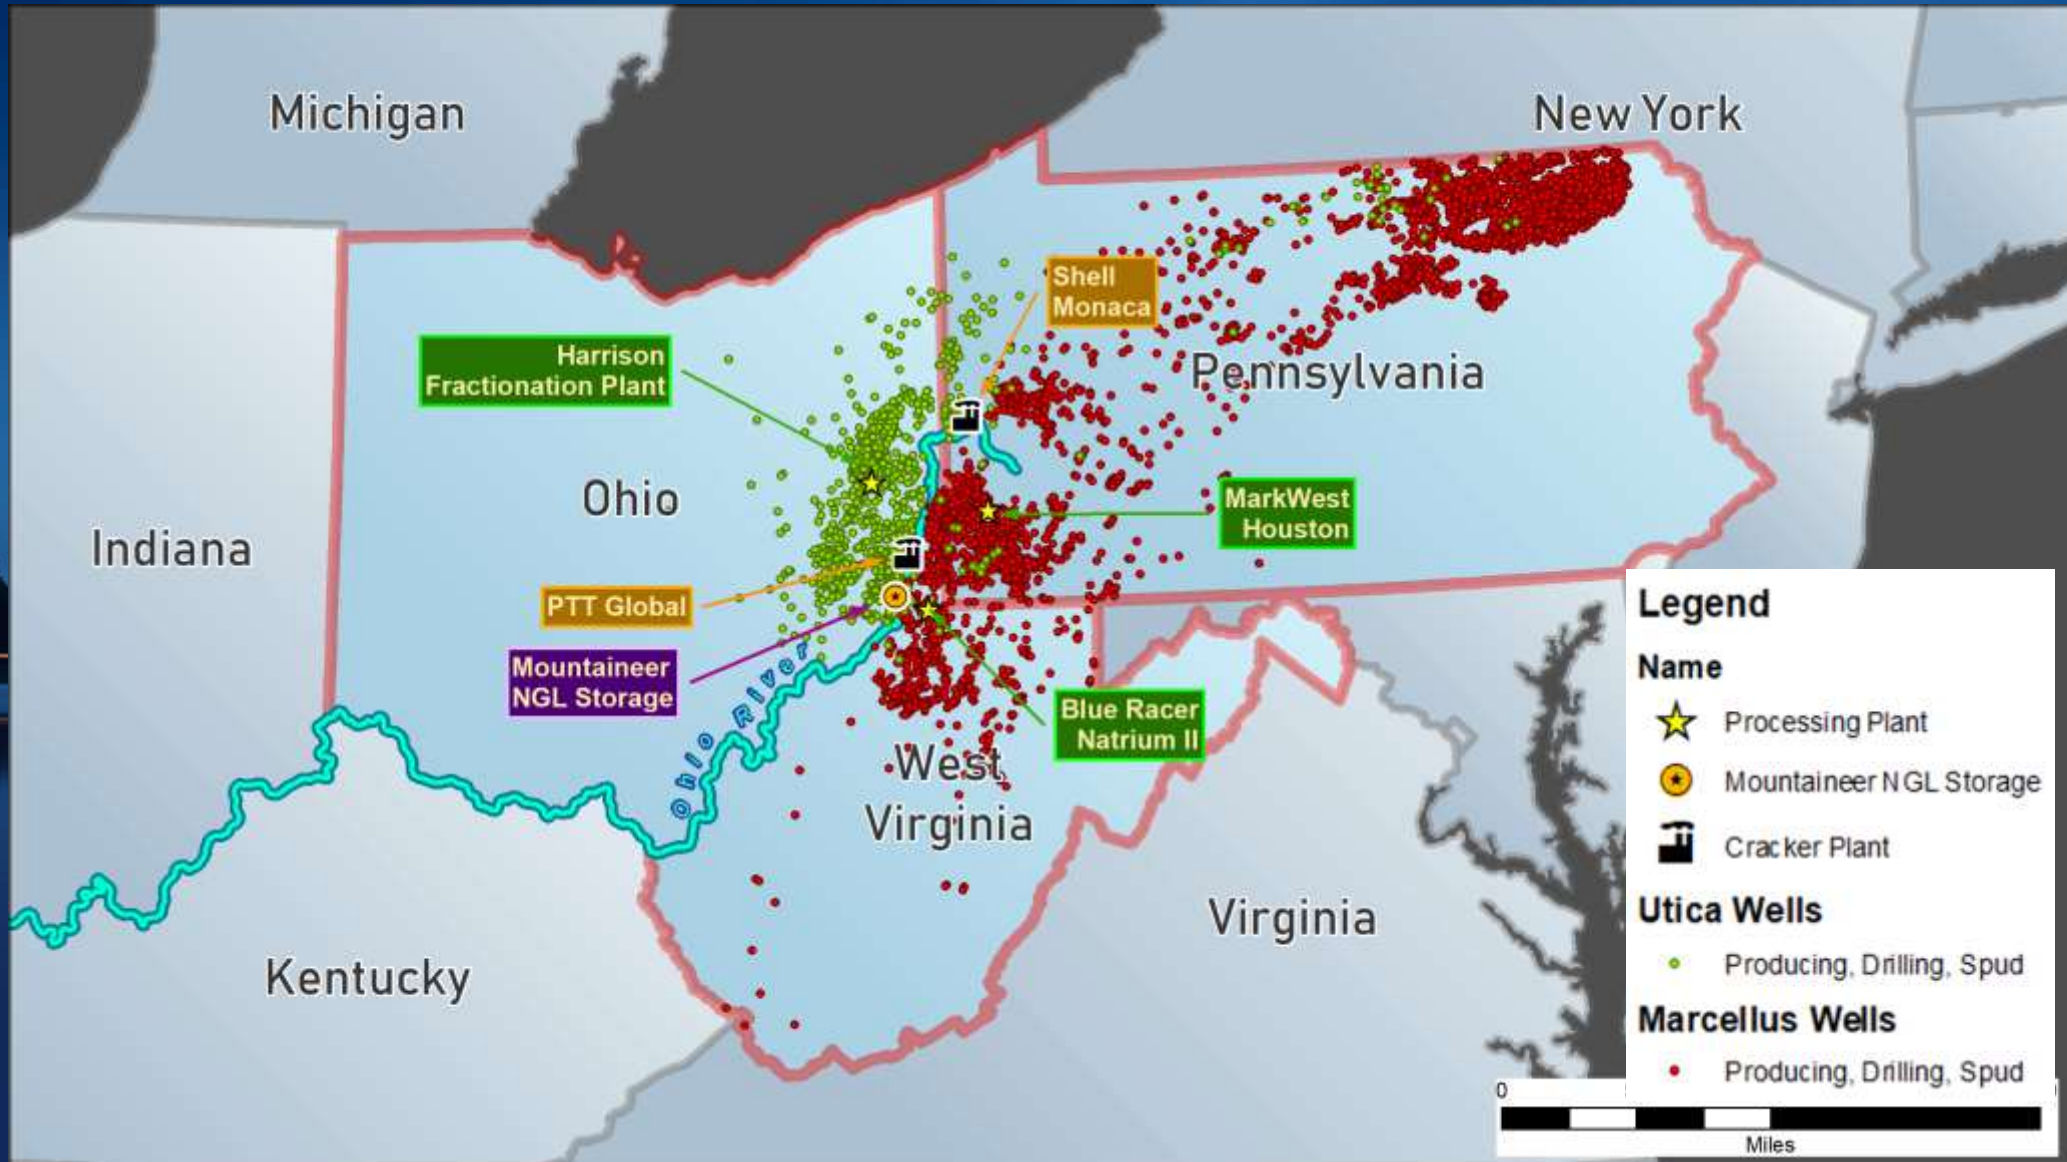 Michigan
New York
Shell
Monaca
Harrison
Fractionation Plant
Pennsylvania
Ohio
MarkWest
Houston
Indiana
PTT Global
Mountaineer
NGL Storage
Ohio River
Blue Racer
Natrium II
West
Virginia
Virginia
Kentucky
Legend
Name
Processing Plant
Mountaineer NGL Storage
Cracker Plant
Utica Wells
Producing, Drilling, Spud
Marcellus Wells
Producing, Drilling, Spud
0
Miles